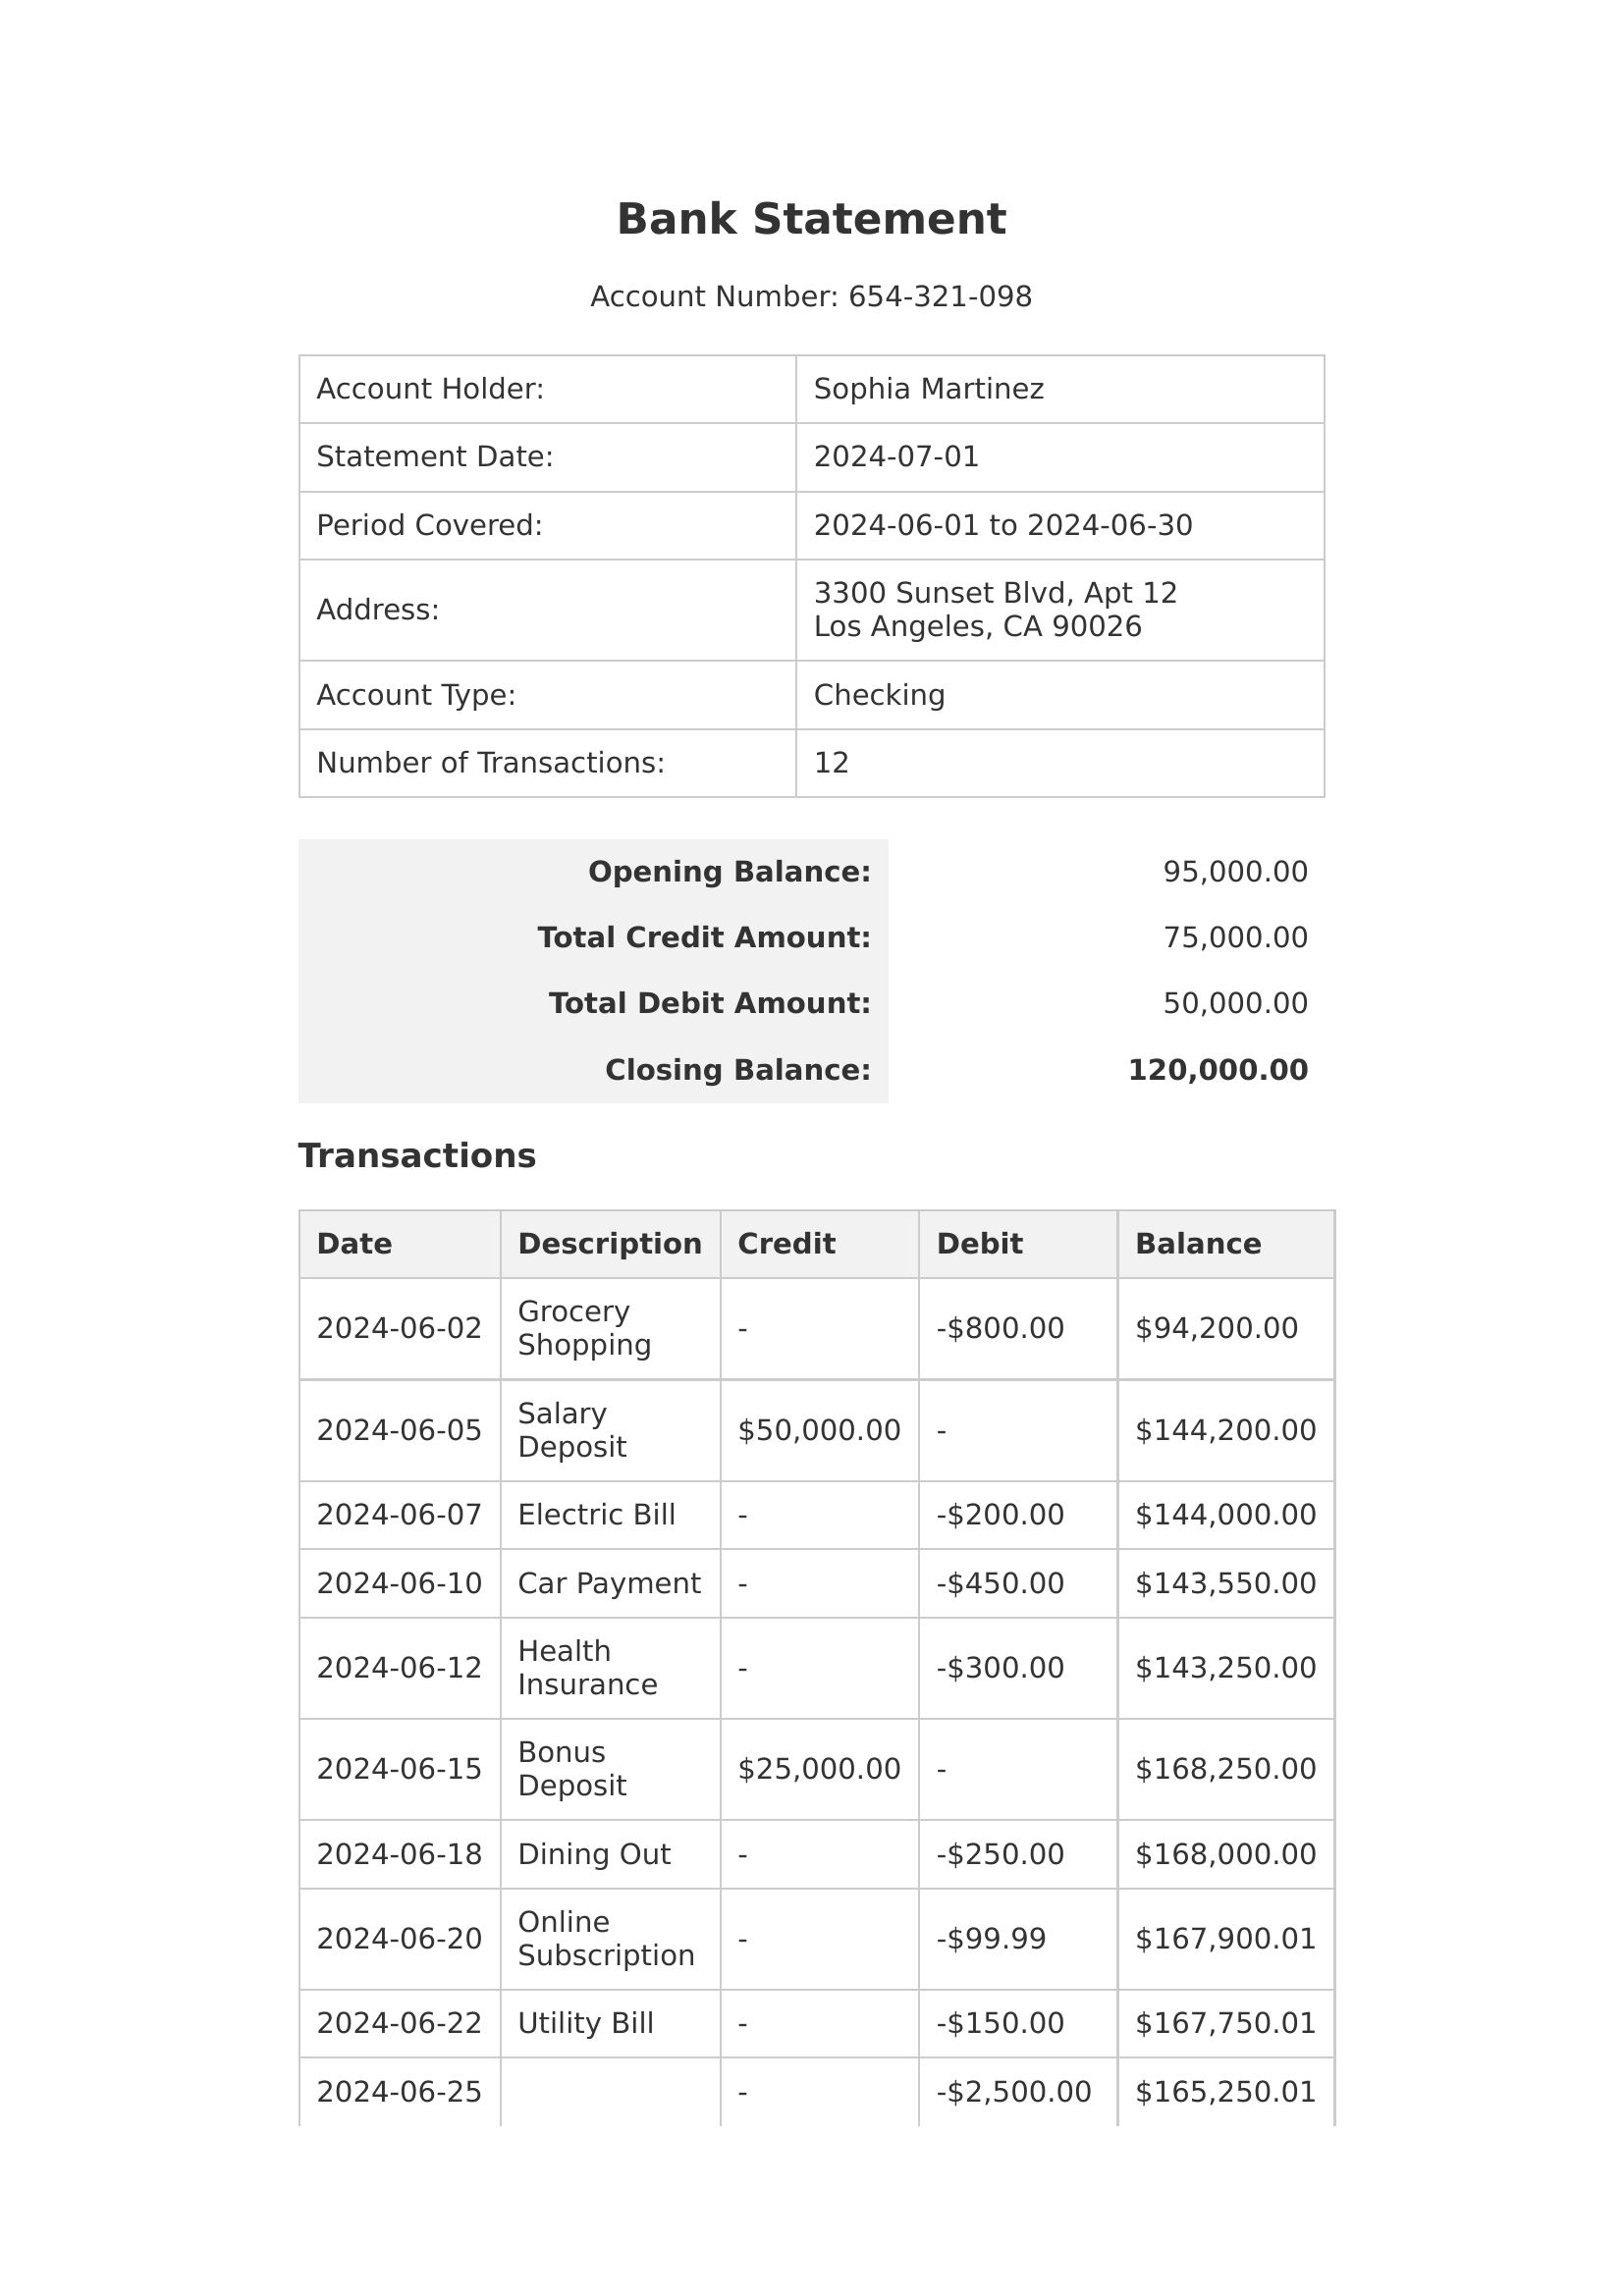 Bank Statement
Account Number: 654-321-098
Account Holder: Sophia Martinez
Statement Date: 2024-07-01
Period Covered: 2024-06-01 to 2024-06-30
Address: 3300 Sunset Blvd, Apt 12
Los Angeles, CA 90026
Account Type: Checking
Number of Transactions: 12
Opening Balance: 95,000.00
Total Credit Amount: 75,000.00
Total Debit Amount: 50,000.00
Closing Balance: 120,000.00
Transactions
Date Description Credit Debit Balance
2024-06-02 Grocery
Shopping - -$800.00 $94,200.00
2024-06-05 Salary
Deposit $50,000.00 - $144,200.00
2024-06-07 Electric Bill - -$200.00 $144,000.00
2024-06-10 Car Payment - -$450.00 $143,550.00
2024-06-12 Health
Insurance - -$300.00 $143,250.00
2024-06-15 Bonus
Deposit $25,000.00 - $168,250.00
2024-06-18 Dining Out - -$250.00 $168,000.00
2024-06-20 Online
Subscription - -$99.99 $167,900.01
2024-06-22 Utility Bill - -$150.00 $167,750.01
2024-06-25 - -$2,500.00 $165,250.01